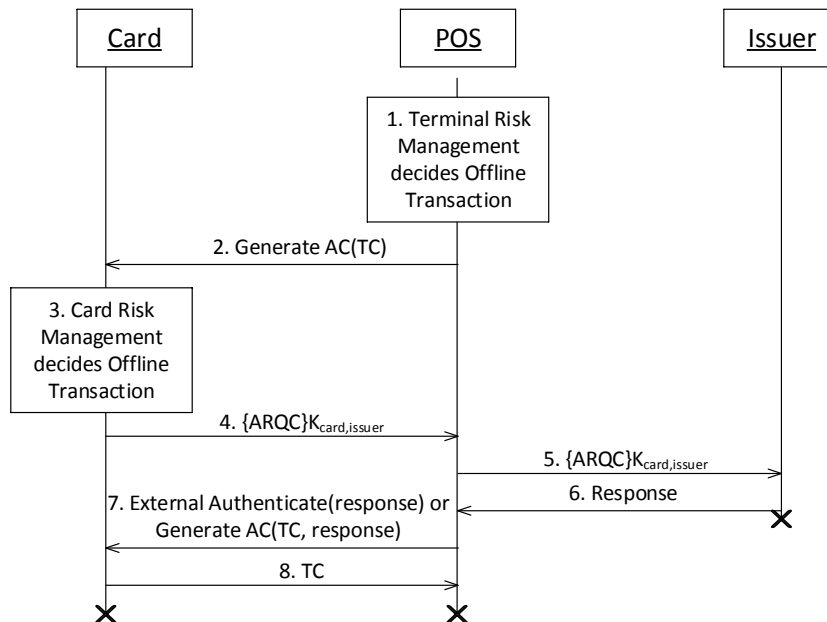 Card
POS
Issuer
1. Terminal Risk
Management
decides Offline
Transaction
2. Generate AC(TC)
3. Card Risk
Management
decides Offline
Transaction
4. {ARQC}Kcard,issuer
5. {ARQC}Kcard,issuer
6. Response
7. External Authenticate(response) or
Generate AC(TC, response)
8. TC